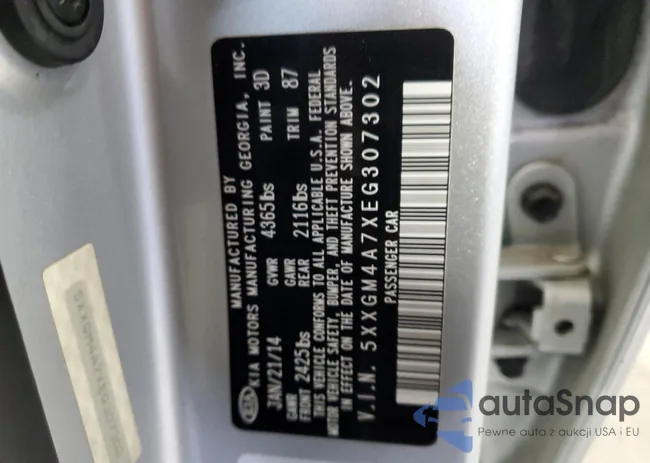 KIA
MANUFACTURED BY
KIA MOTORS MANUFACTURING GEORGIA, INC.
JAN/21/14 GVWR 4365lbs PAINT 3D
GAWR FRONT 2425lbs GAWR REAR 2116lbs TRIM 87
THIS VEHICLE CONFORMS TO ALL APPLICABLE U.S.A. FEDERAL
MOTOR VEHICLE SAFETY, BUMPER, AND THEFT PREVENTION STANDARDS
IN EFFECT ON THE DATE OF MANUFACTURE SHOWN ABOVE.
V.I.N. 5XXGM4A7XEG307302
PASSENGER CAR
autoSnap
Pewne auta z aukcji USA i EU